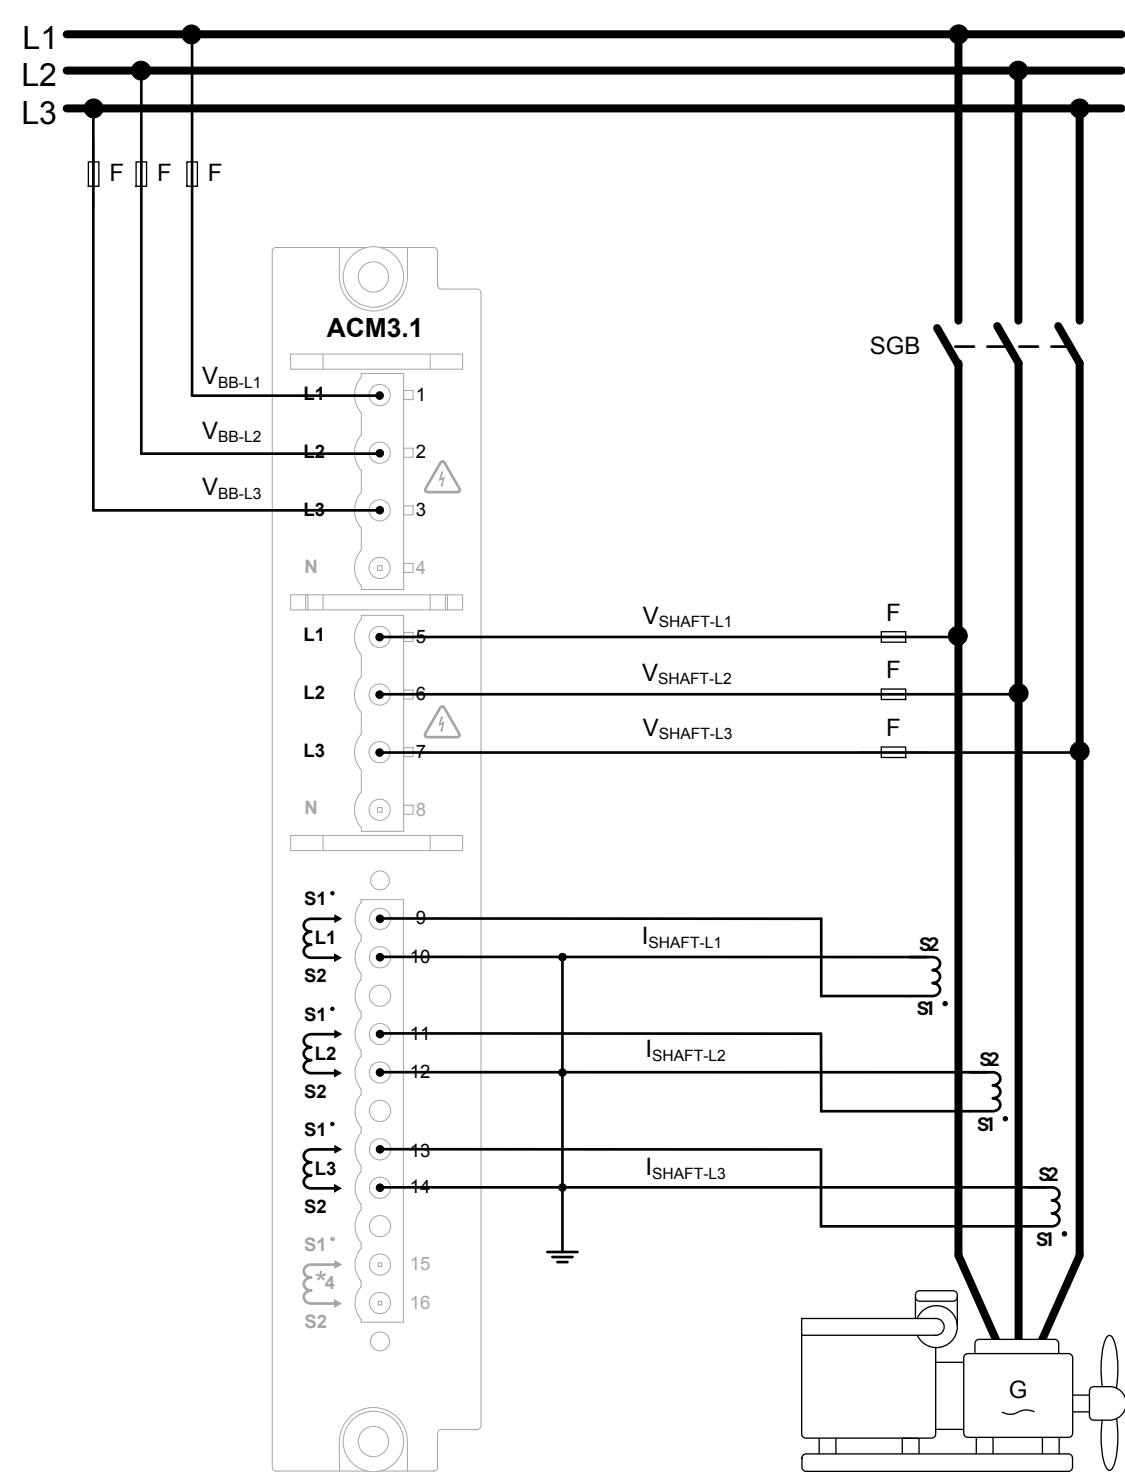 L1
L2
L3
F F F
ACM3.1
SGB
VBB-L1
L1 1
VBB-L2
L2 2
VBB-L3
L3 3
N 4
VSHAFT-L1 F
L1 5
VSHAFT-L2 F
L2 6
VSHAFT-L3 F
L3 7
N 8
S1•
9
L1
ISHAFT-L1
S2
10
S2
S1•
S1•
11
L2
ISHAFT-L2
S2
12
S2
S1•
S1•
13
L3
ISHAFT-L3
S2
14
S2
S1•
S1•
15
*4
16
S2
G